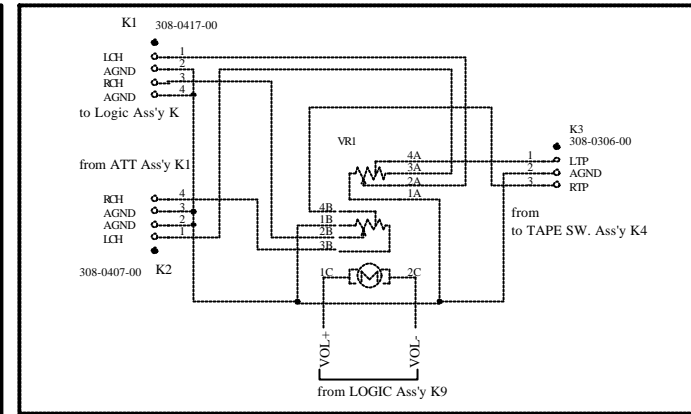 K1 308-0417-00
LCH 1
AGND 2
RCH 3
AGND 4
to Logic Ass'y K
from ATT Ass'y K1
RCH 4
AGND 3
AGND 2
LCH 1
308-0407-00 K2
VR1
4A
3A
2A
1A
4B
1B
2B
3B
1C M 2C
VOL+ VOL-
from LOGIC Ass'y K9
K3
308-0306-00
1 LTP
2 AGND
3 RTP
from
to TAPE SW. Ass'y K4